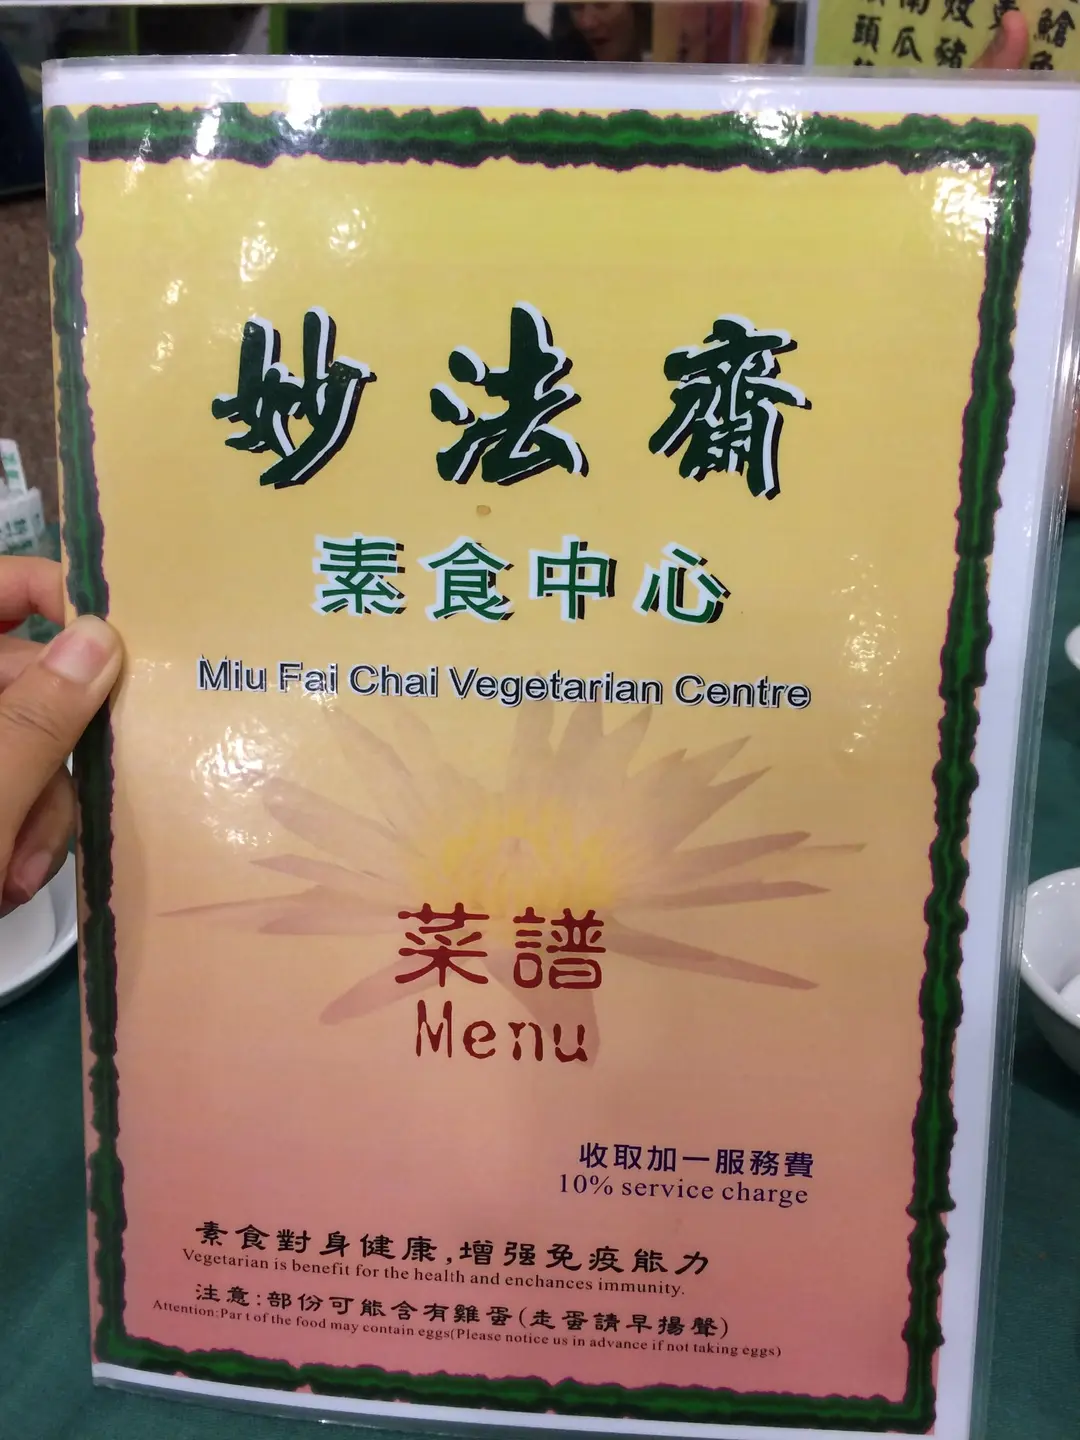 頭 瓜 豬
妙法齋
素食中心
Miu Fai Chai Vegetarian Centre
菜譜
Menu
收取加一服務費
10% service charge
素食對身健康,增强免疫能力
Vegetarian is benefit for the health and enchances immunity.
注意:部份可能含有雞蛋(走蛋請早揚聲)
Attention:Part of the food may contain eggs(Please notice us in advance if not taking eggs)